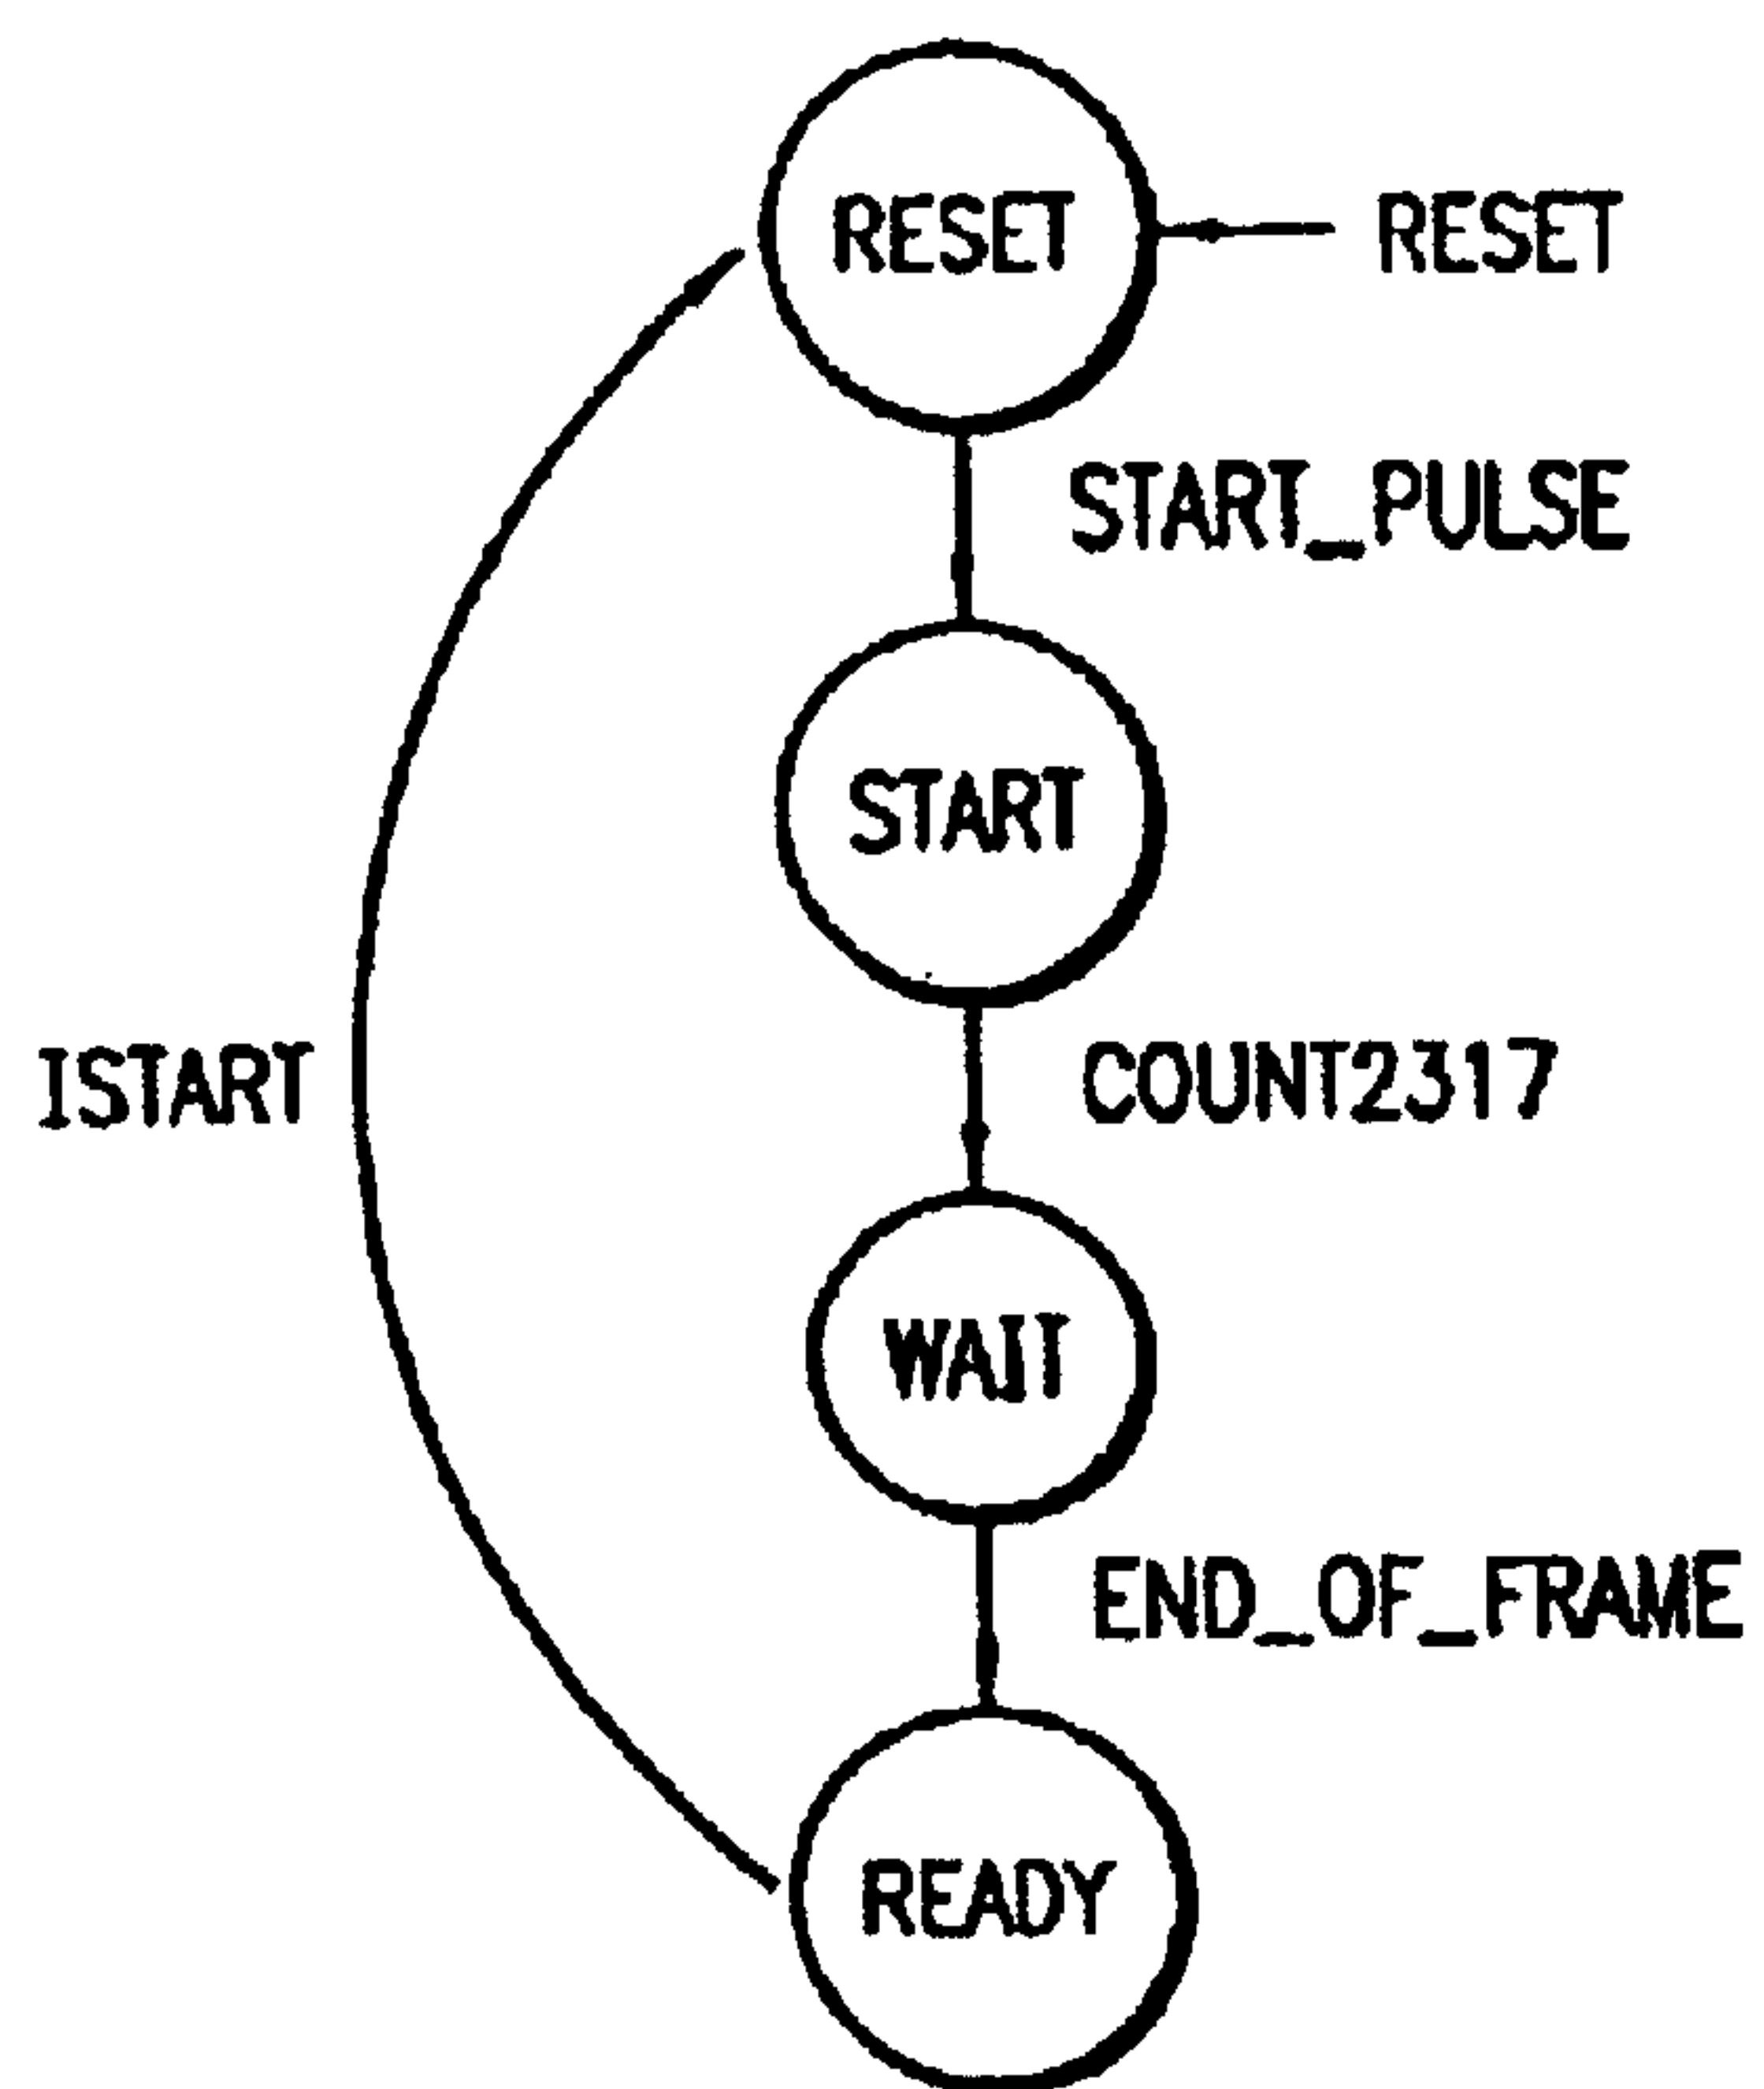 RESET RESET
START_PULSE
START
ISTART COUNT2317
WAIT
END_OF_FRAME
READY